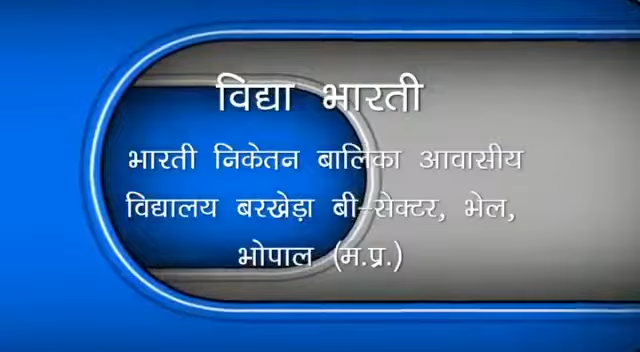 विद्या भारती
भारती निकेतन बालिका आवासीय
विद्यालय बरखेड़ा बी-सेक्टर, भेल,
भोपाल (म.प्र.)